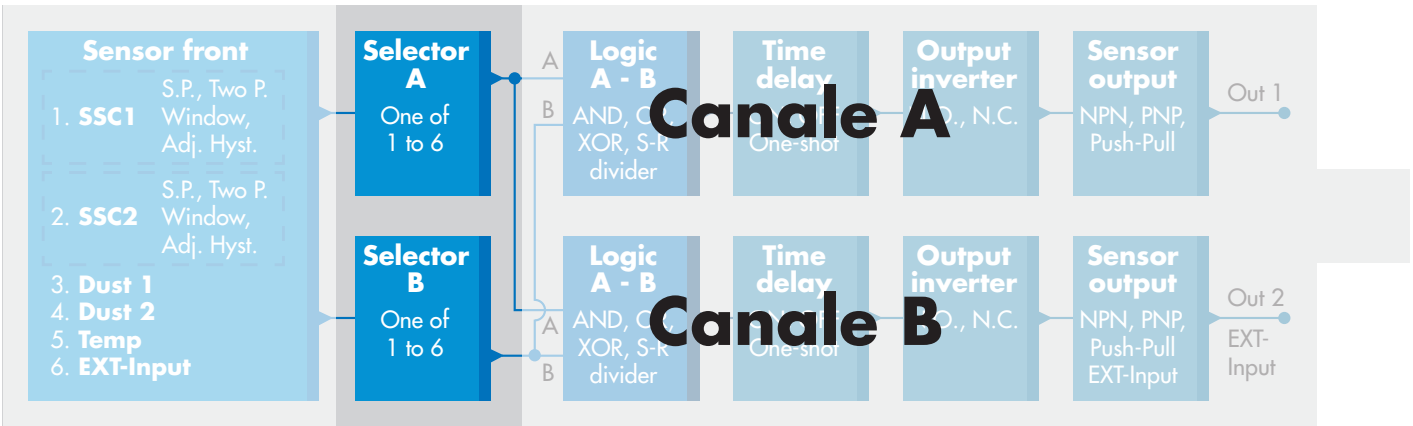 Sensor front
1. SSC1
S.P., Two P.
Window,
Adj. Hyst.
2. SSC2
S.P., Two P.
Window,
Adj. Hyst.
3. Dust 1
4. Dust 2
5. Temp
6. EXT-Input
Selector
A
One of
1 to 6
A
B
Logic
A - B
AND, OR,
XOR, S-R
divider
Time
delay
One-shot
Output
inverter
N.C.
Sensor
output
NPN, PNP,
Push-Pull
Out 1
Canale A
Selector
B
One of
1 to 6
A
B
Logic
A - B
AND, OR,
XOR, S-R
divider
Time
delay
One-shot
Output
inverter
N.C.
Sensor
output
NPN, PNP,
Push-Pull
EXT-Input
Out 2
EXT-
Input
Canale B